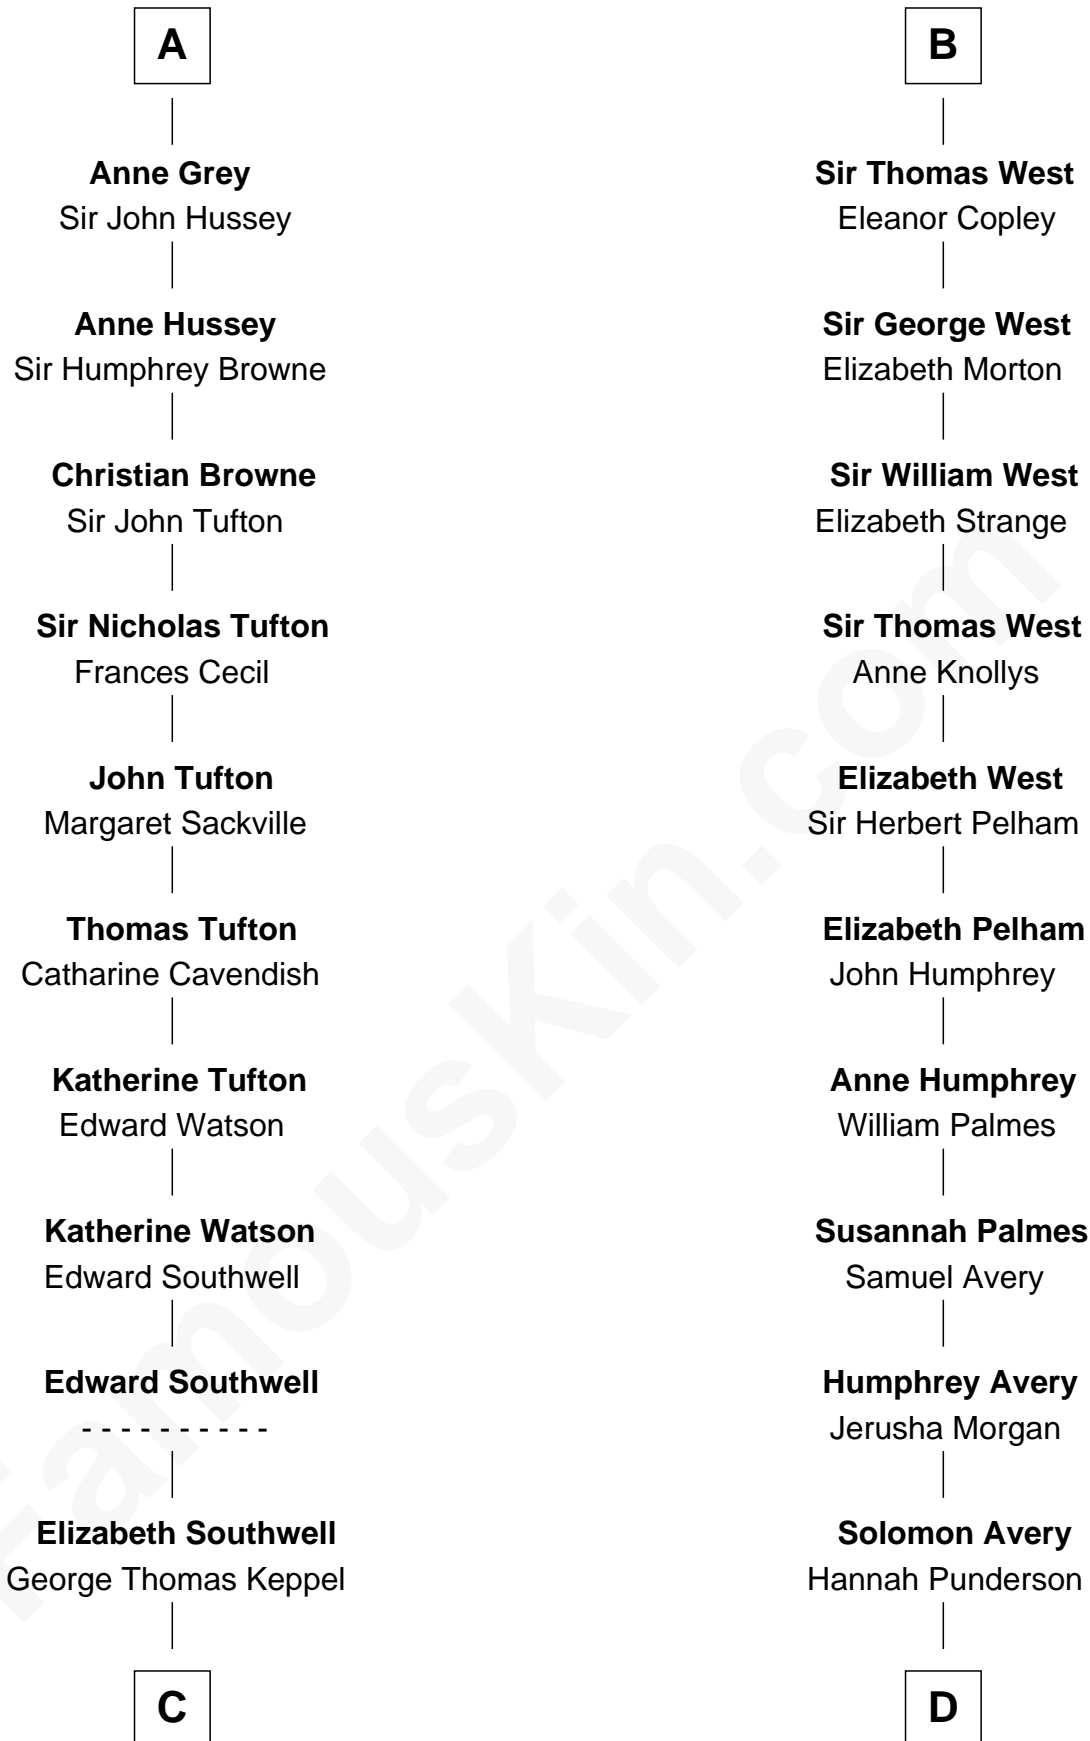 A
Anne Grey
Sir John Hussey
Anne Hussey
Sir Humphrey Browne
Christian Browne
Sir John Tufton
Sir Nicholas Tufton
Frances Cecil
John Tufton
Margaret Sackville
Thomas Tufton
Catharine Cavendish
Katherine Tufton
Edward Watson
Katherine Watson
Edward Southwell
Edward Southwell
- - - - - - - - - -
Elizabeth Southwell
George Thomas Keppel
C
B
Sir Thomas West
Eleanor Copley
Sir George West
Elizabeth Morton
Sir William West
Elizabeth Strange
Sir Thomas West
Anne Knollys
Elizabeth West
Sir Herbert Pelham
Elizabeth Pelham
John Humphrey
Anne Humphrey
William Palmes
Susannah Palmes
Samuel Avery
Humphrey Avery
Jerusha Morgan
Solomon Avery
Hannah Punderson
D
FamousKin.com